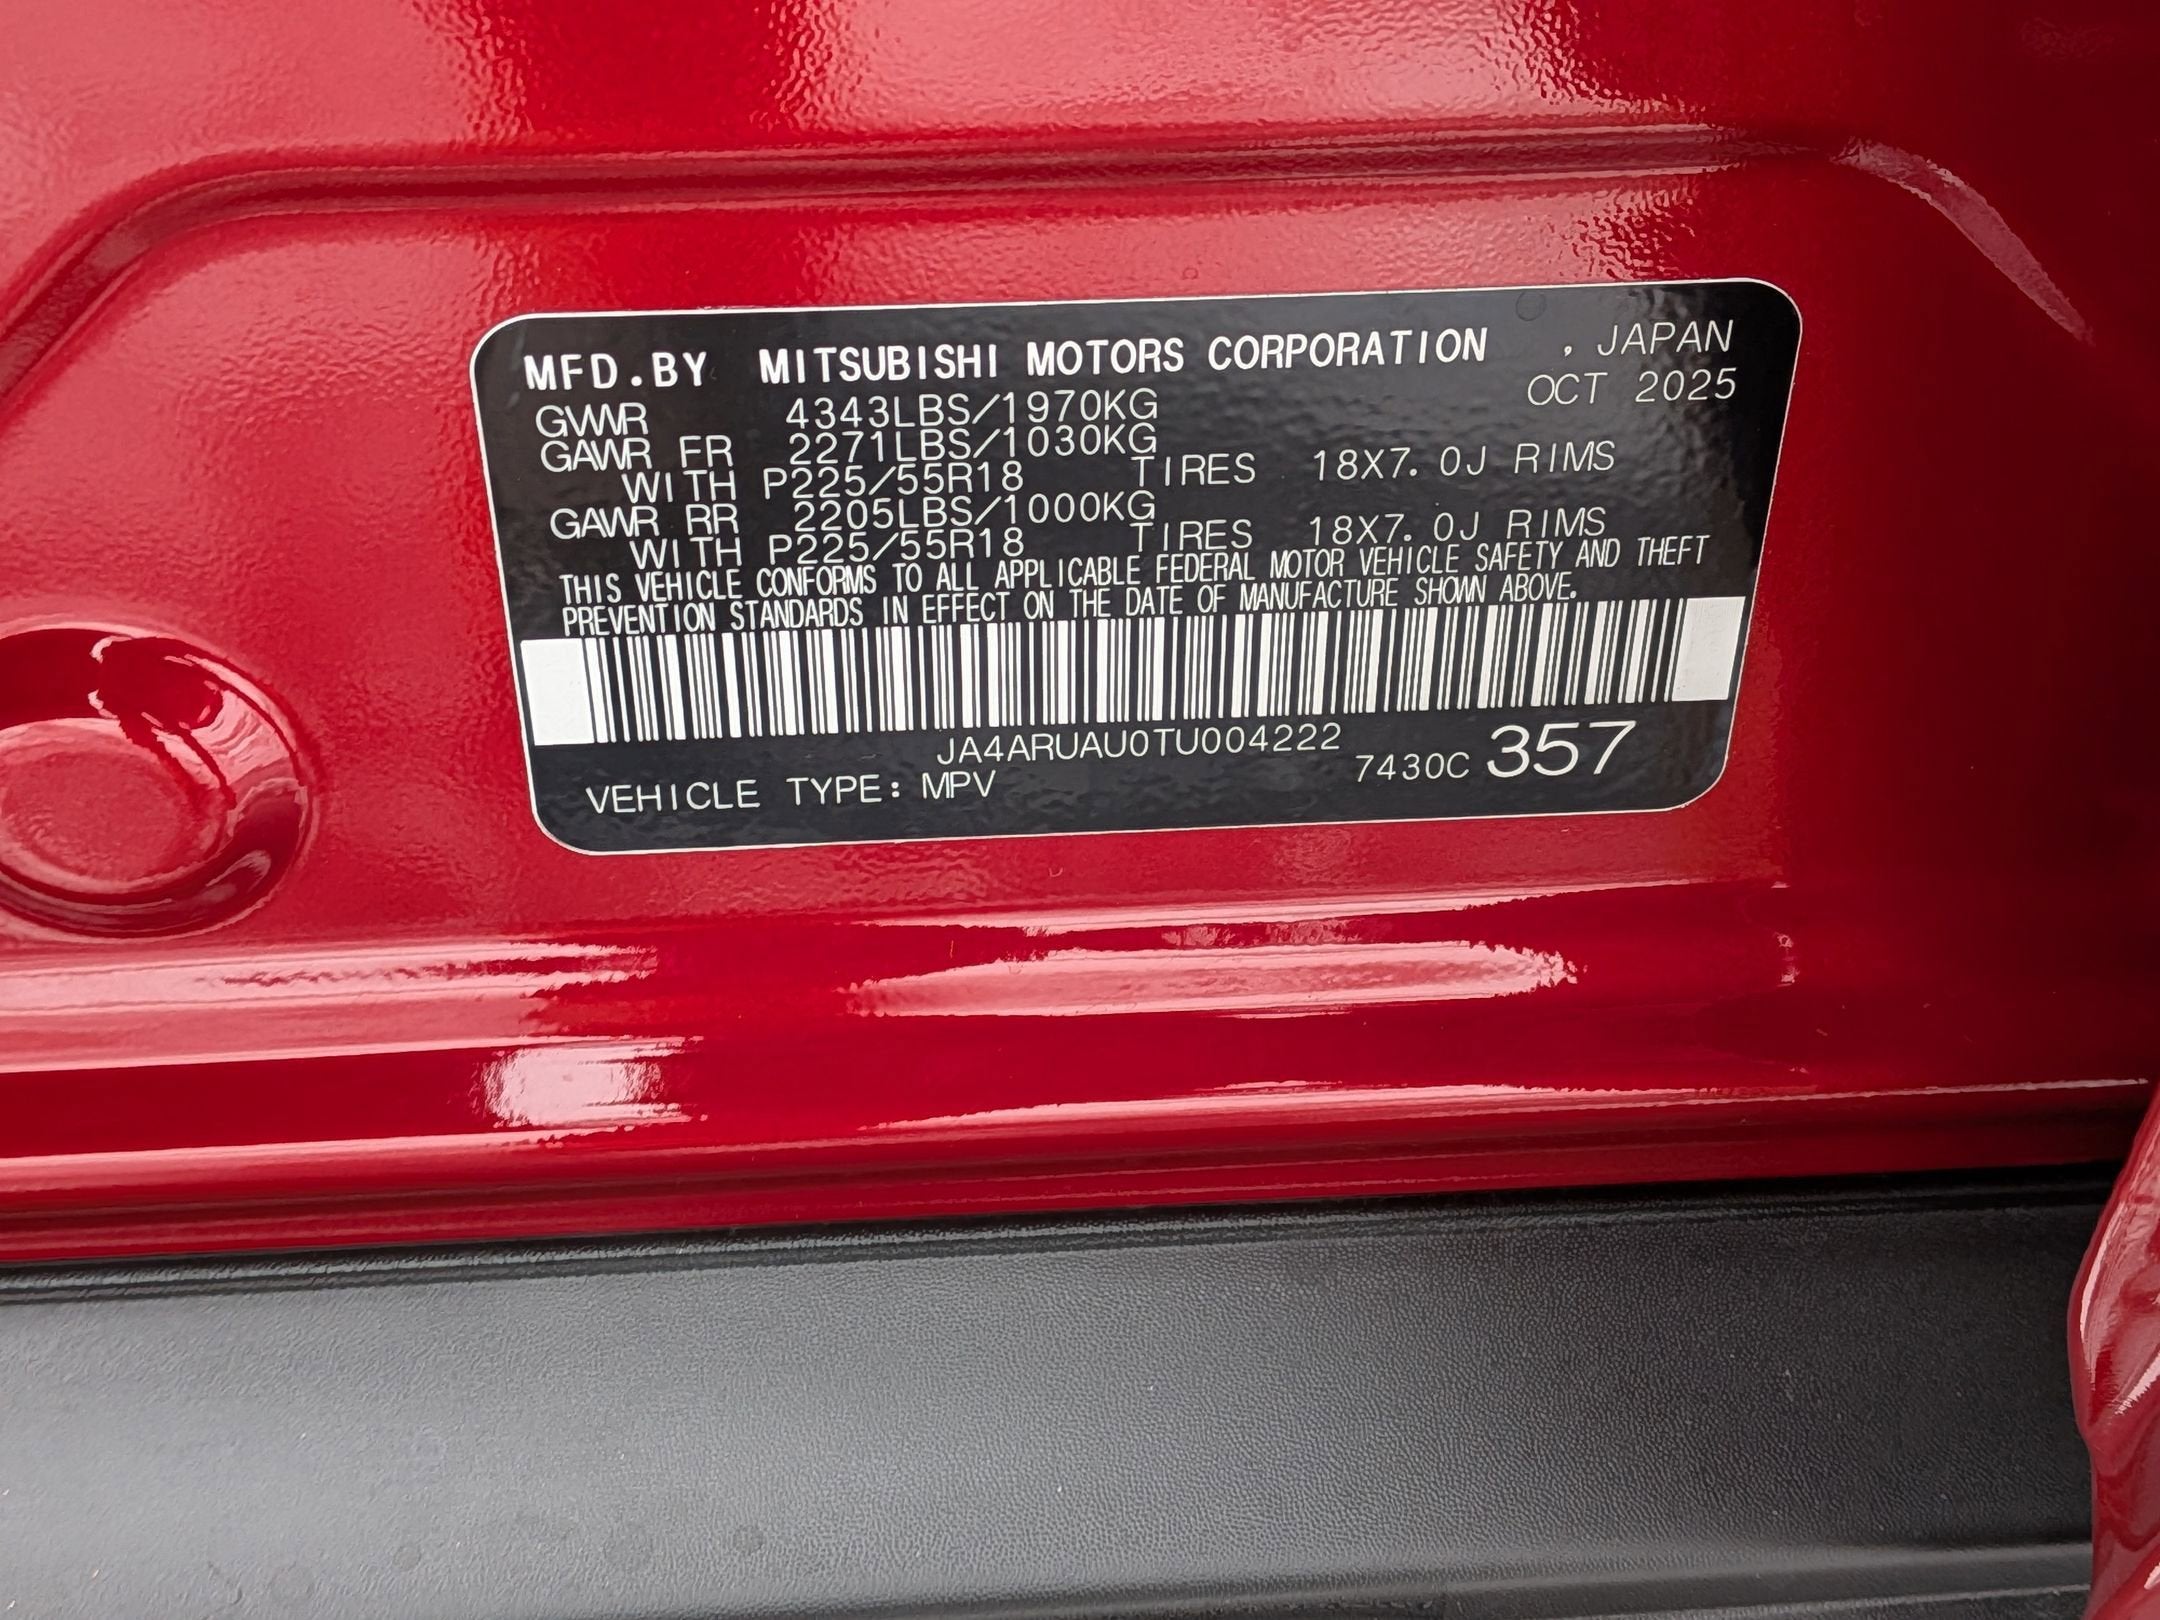 MFD.BY MITSUBISHI MOTORS CORPORATION , JAPAN
OCT 2025
GVWR 4343LBS/1970KG
GAWR FR 2271LBS/1030KG
WITH P225/55R18 TIRES 18X7.0J RIMS
GAWR RR 2205LBS/1000KG
WITH P225/55R18 TIRES 18X7.0J RIMS
THIS VEHICLE CONFORMS TO ALL APPLICABLE FEDERAL MOTOR VEHICLE SAFETY AND THEFT
PREVENTION STANDARDS IN EFFECT ON THE DATE OF MANUFACTURE SHOWN ABOVE.
JA4ARUAU0TU004222
7430C 357
VEHICLE TYPE: MPV